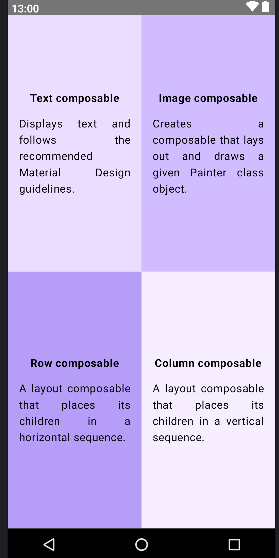 13:00
Text composable
Displays text and
follows the
recommended
Material Design
guidelines.
Image composable
Creates a
composable that lays
out and draws a
given Painter class
object.
Row composable
A layout composable
that places its
children in a
horizontal sequence.
Column composable
A layout composable
that places its
children in a vertical
sequence.